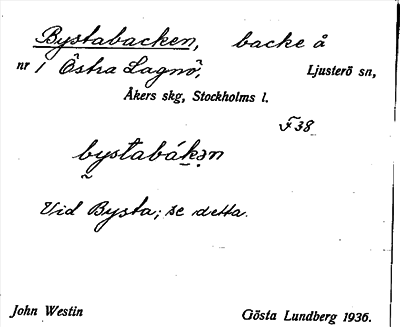 Bystabacken, backe å
nr 1 Östra Lagnö, Ljusterö sn,
Åkers skg, Stockholms l.
F38
bystabákən
Vid Bysta; se detta.
John Westin Gösta Lundberg 1936.